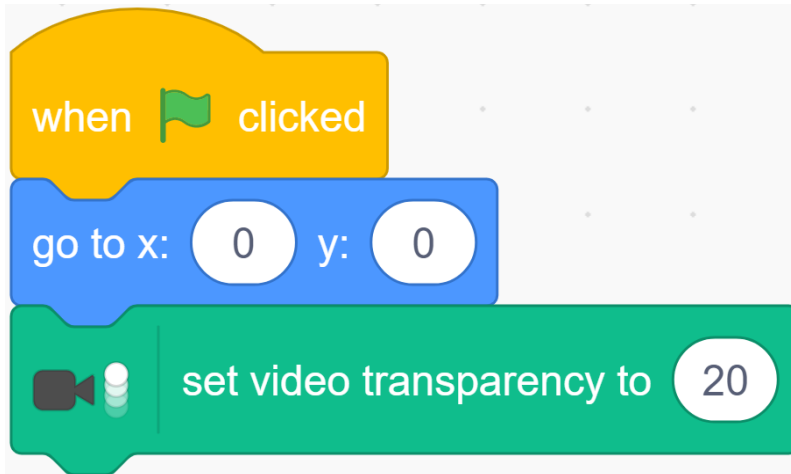 when clicked
go to x: 0 y: 0
set video transparency to 20